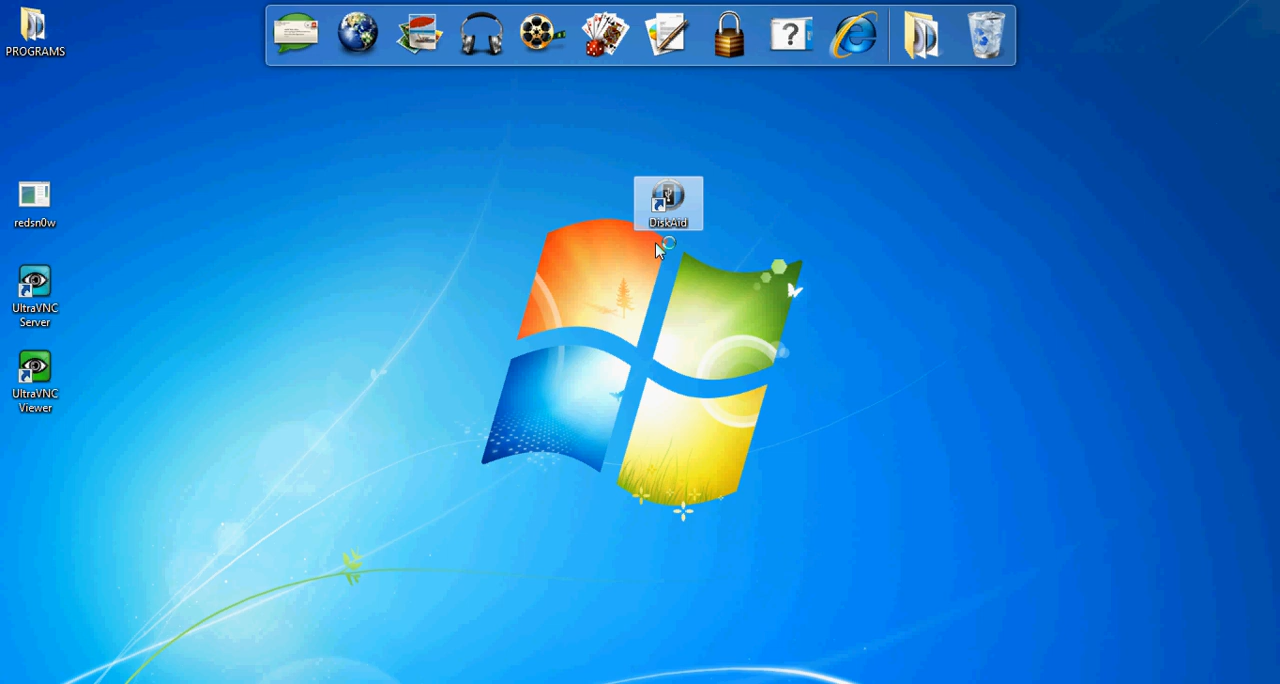 PROGRAMS
DiskAid
redsn0w
UltraVNC
Server
UltraVNC
Viewer
?